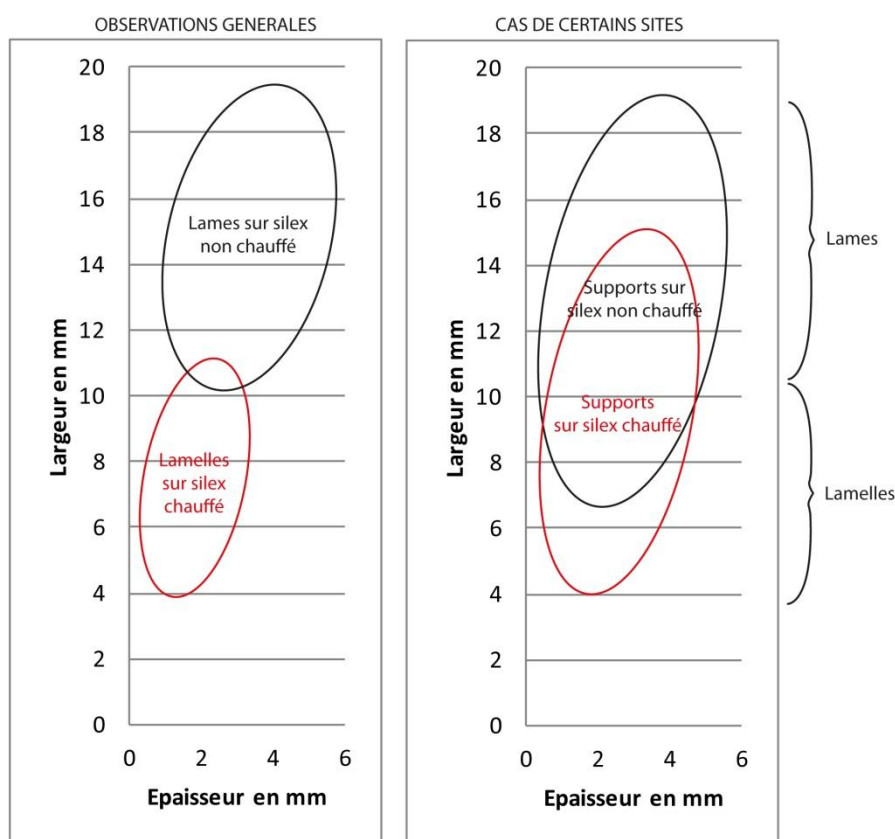 OBSERVATIONS GENERALES
20
18
16
14
12
10
8
6
4
2
0
0 2 4 6
Largeur en mm
Epaisseur en mm
Lames sur silex
non chauffé
Lamelles
sur silex
chauffé
CAS DE CERTAINS SITES
20
18
16
14
12
10
8
6
4
2
0
0 2 4 6
Largeur en mm
Epaisseur en mm
Supports sur
silex non chauffé
Supports
sur silex chauffé
Lames
Lamelles